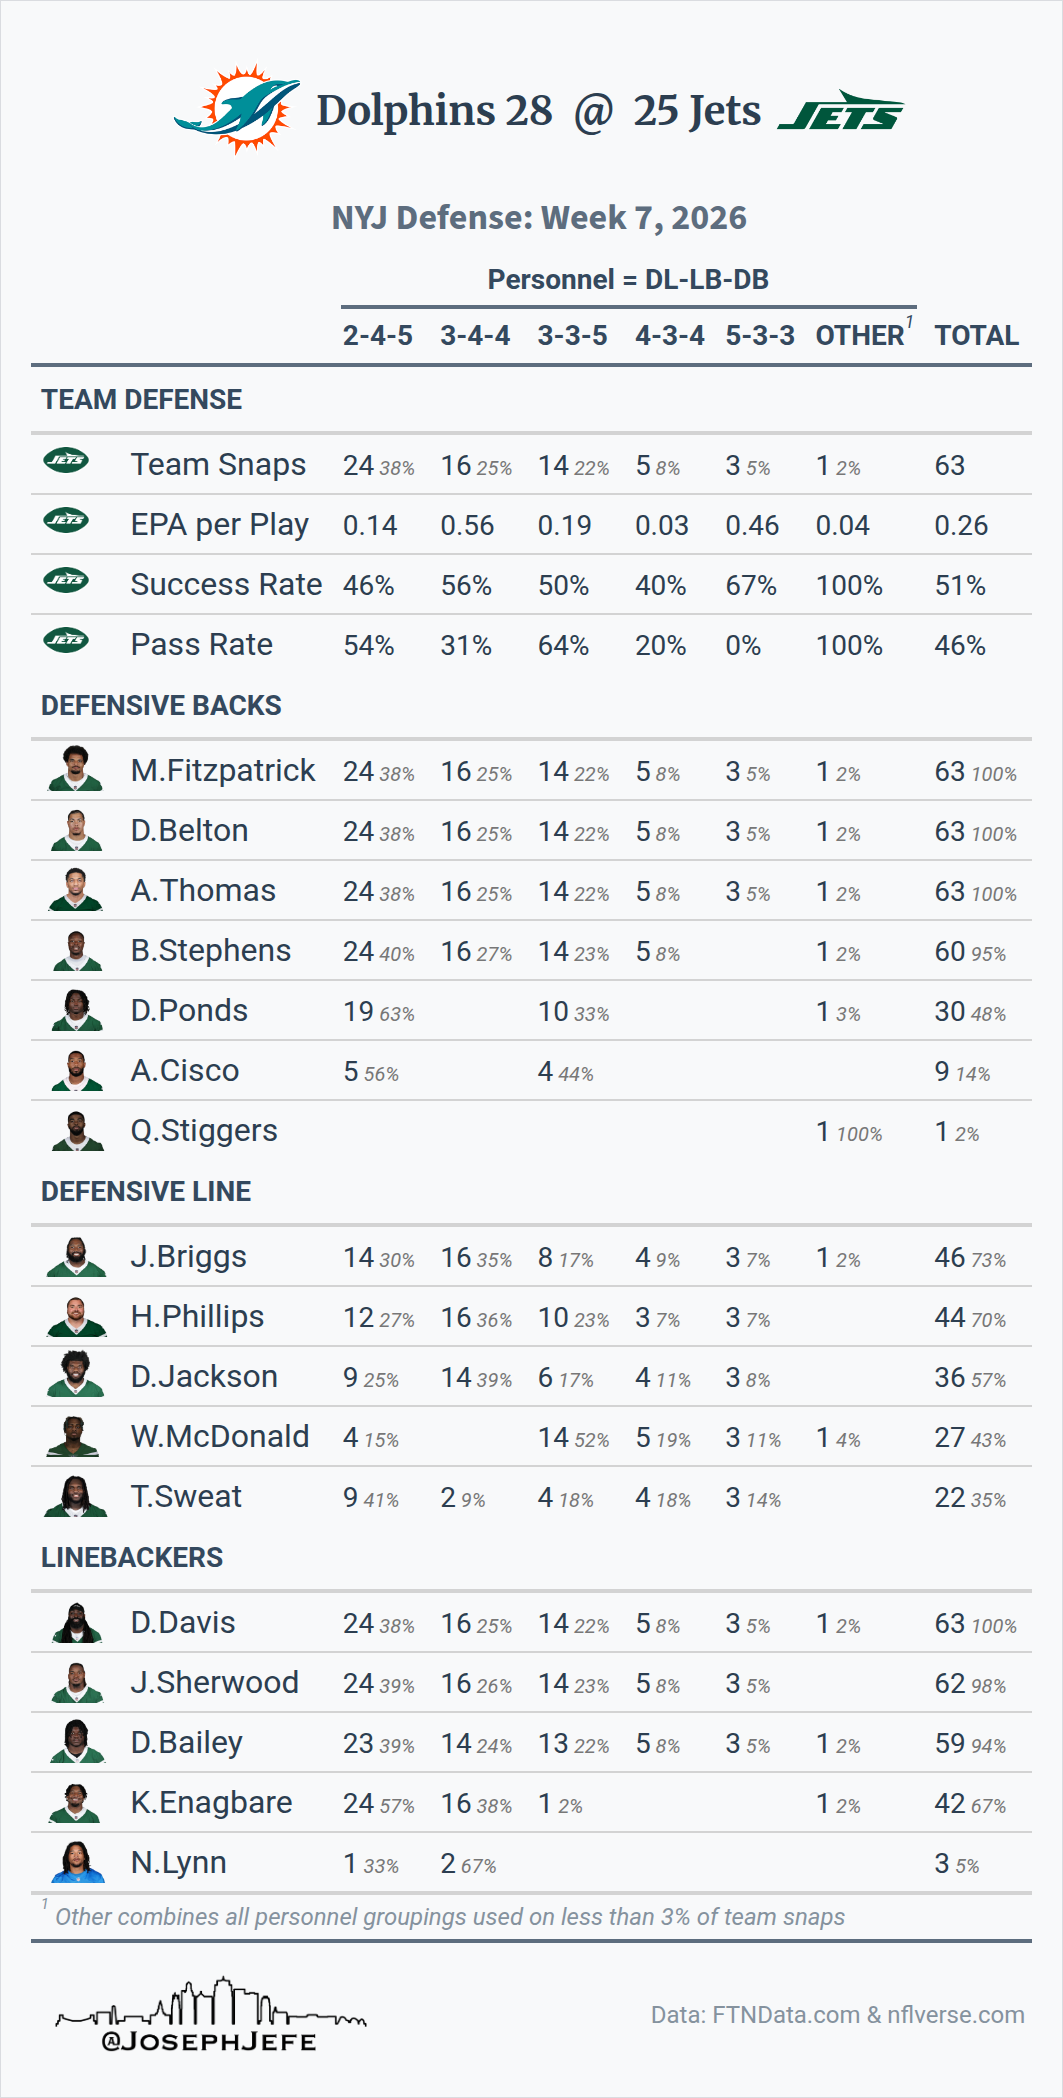 Dolphins 28 @ 25 Jets JETS
NYJ Defense: Week 7, 2026
Personnel = DL-LB-DB
2-4-5 3-4-4 3-3-5 4-3-4 5-3-3 OTHER¹ TOTAL
TEAM DEFENSE
JETS Team Snaps 24 38% 16 25% 14 22% 5 8% 3 5% 1 2% 63
JETS EPA per Play 0.14 0.56 0.19 0.03 0.46 0.04 0.26
JETS Success Rate 46% 56% 50% 40% 67% 100% 51%
JETS Pass Rate 54% 31% 64% 20% 0% 100% 46%
DEFENSIVE BACKS
M.Fitzpatrick 24 38% 16 25% 14 22% 5 8% 3 5% 1 2% 63 100%
D.Belton 24 38% 16 25% 14 22% 5 8% 3 5% 1 2% 63 100%
A.Thomas 24 38% 16 25% 14 22% 5 8% 3 5% 1 2% 63 100%
B.Stephens 24 40% 16 27% 14 23% 5 8% 1 2% 60 95%
D.Ponds 19 63% 10 33% 1 3% 30 48%
A.Cisco 5 56% 4 44% 9 14%
Q.Stiggers 1 100% 1 2%
DEFENSIVE LINE
J.Briggs 14 30% 16 35% 8 17% 4 9% 3 7% 1 2% 46 73%
H.Phillips 12 27% 16 36% 10 23% 3 7% 3 7% 44 70%
D.Jackson 9 25% 14 39% 6 17% 4 11% 3 8% 36 57%
W.McDonald 4 15% 14 52% 5 19% 3 11% 1 4% 27 43%
T.Sweat 9 41% 2 9% 4 18% 4 18% 3 14% 22 35%
LINEBACKERS
D.Davis 24 38% 16 25% 14 22% 5 8% 3 5% 1 2% 63 100%
J.Sherwood 24 39% 16 26% 14 23% 5 8% 3 5% 62 98%
D.Bailey 23 39% 14 24% 13 22% 5 8% 3 5% 1 2% 59 94%
K.Enagbare 24 57% 16 38% 1 2% 1 2% 42 67%
N.Lynn 1 33% 2 67% 3 5%
¹ Other combines all personnel groupings used on less than 3% of team snaps
@JOSEPHJEFE
Data: FTNData.com & nflverse.com